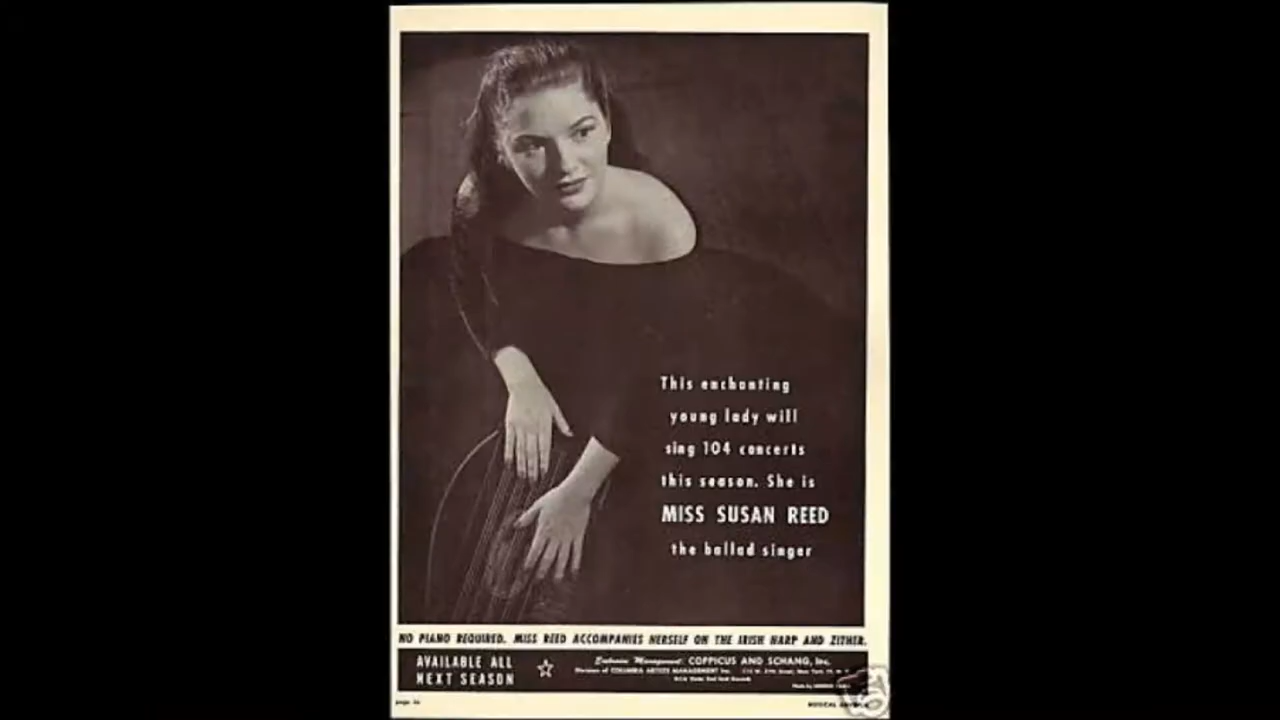 This enchanting
young lady will
sing 104 concerts
this season. She is
MISS SUSAN REED
the ballad singer
NO PIANO REQUIRED. MISS REED ACCOMPANIES HERSELF ON THE IRISH HARP AND ZITHER.
AVAILABLE ALL
NEXT SEASON
Exclusive Management: COPPICUS AND SCHANG, Inc.
Division of COLUMBIA ARTISTS MANAGEMENT Inc.
page
MUSICAL